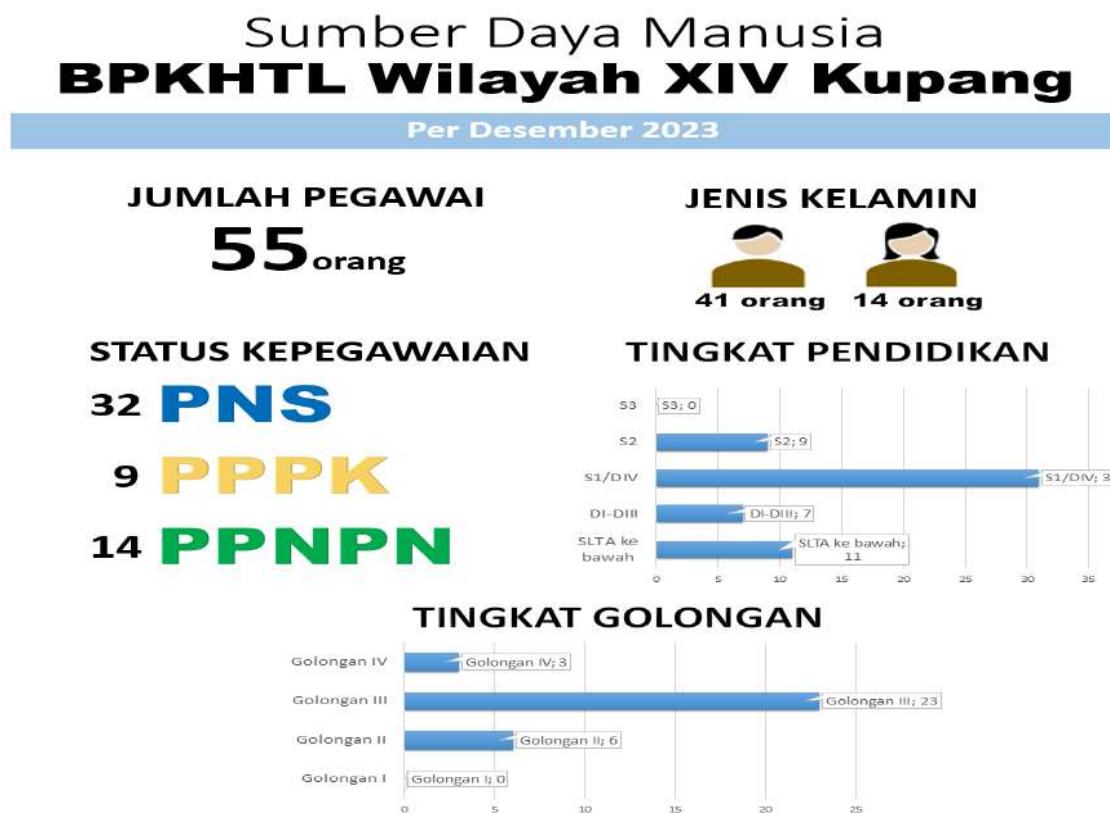 Sumber Daya Manusia
BPKHTL Wilayah XIV Kupang
Per Desember 2023
JUMLAH PEGAWAI
55 orang
JENIS KELAMIN
41 orang
14 orang
STATUS KEPEGAWAIAN
32 PNS
9 PPPK
14 PPNPN
TINGKAT PENDIDIKAN
S3
S3; 0
S2
S2; 9
S1/DIV
S1/DIV; 3
DI-DIII
DI-DIII; 7
SLTA ke
bawah
SLTA ke bawah;
11
0 5 10 15 20 25 30 35
TINGKAT GOLONGAN
Golongan IV
Golongan IV; 3
Golongan III
Golongan III; 23
Golongan II
Golongan II; 6
Golongan I
Golongan I; 0
0 5 10 15 20 25